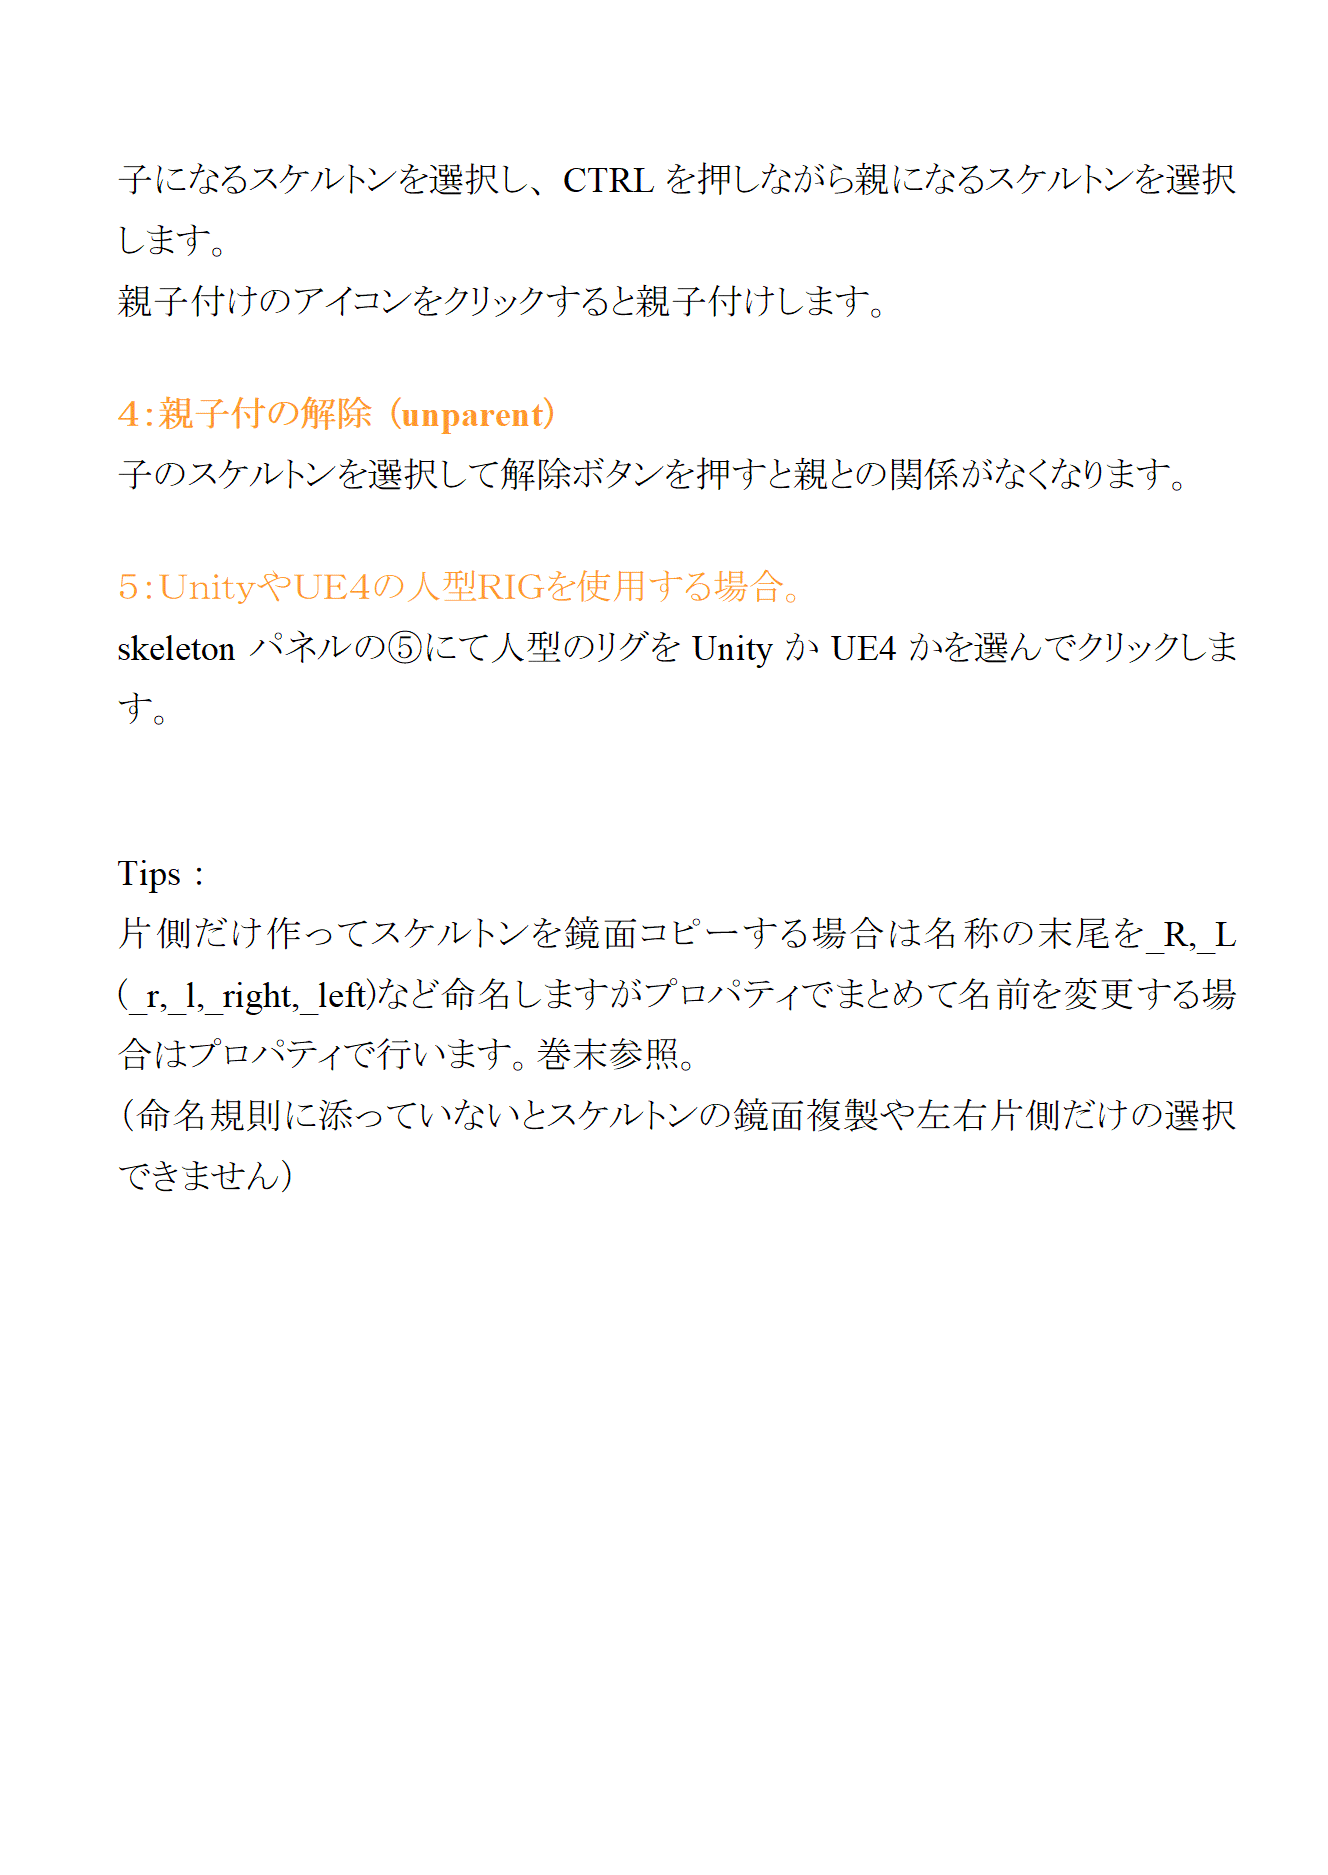 子になるスケルトンを選択し、CTRL を押しながら親になるスケルトンを選択
します。
親子付けのアイコンをクリックすると親子付けします。
４：親子付の解除（unparent）
子のスケルトンを選択して解除ボタンを押すと親との関係がなくなります。
５：UnityやUE４の人型RIGを使用する場合。
skeleton パネルの⑤にて人型のリグを Unity か UE4 かを選んでクリックしま
す。
Tips：
片側だけ作ってスケルトンを鏡面コピーする場合は名称の末尾を_R,_L
(_r,_l,_right,_left)など命名しますがプロパティでまとめて名前を変更する場
合はプロパティで行います。巻末参照。
（命名規則に添っていないとスケルトンの鏡面複製や左右片側だけの選択
できません）